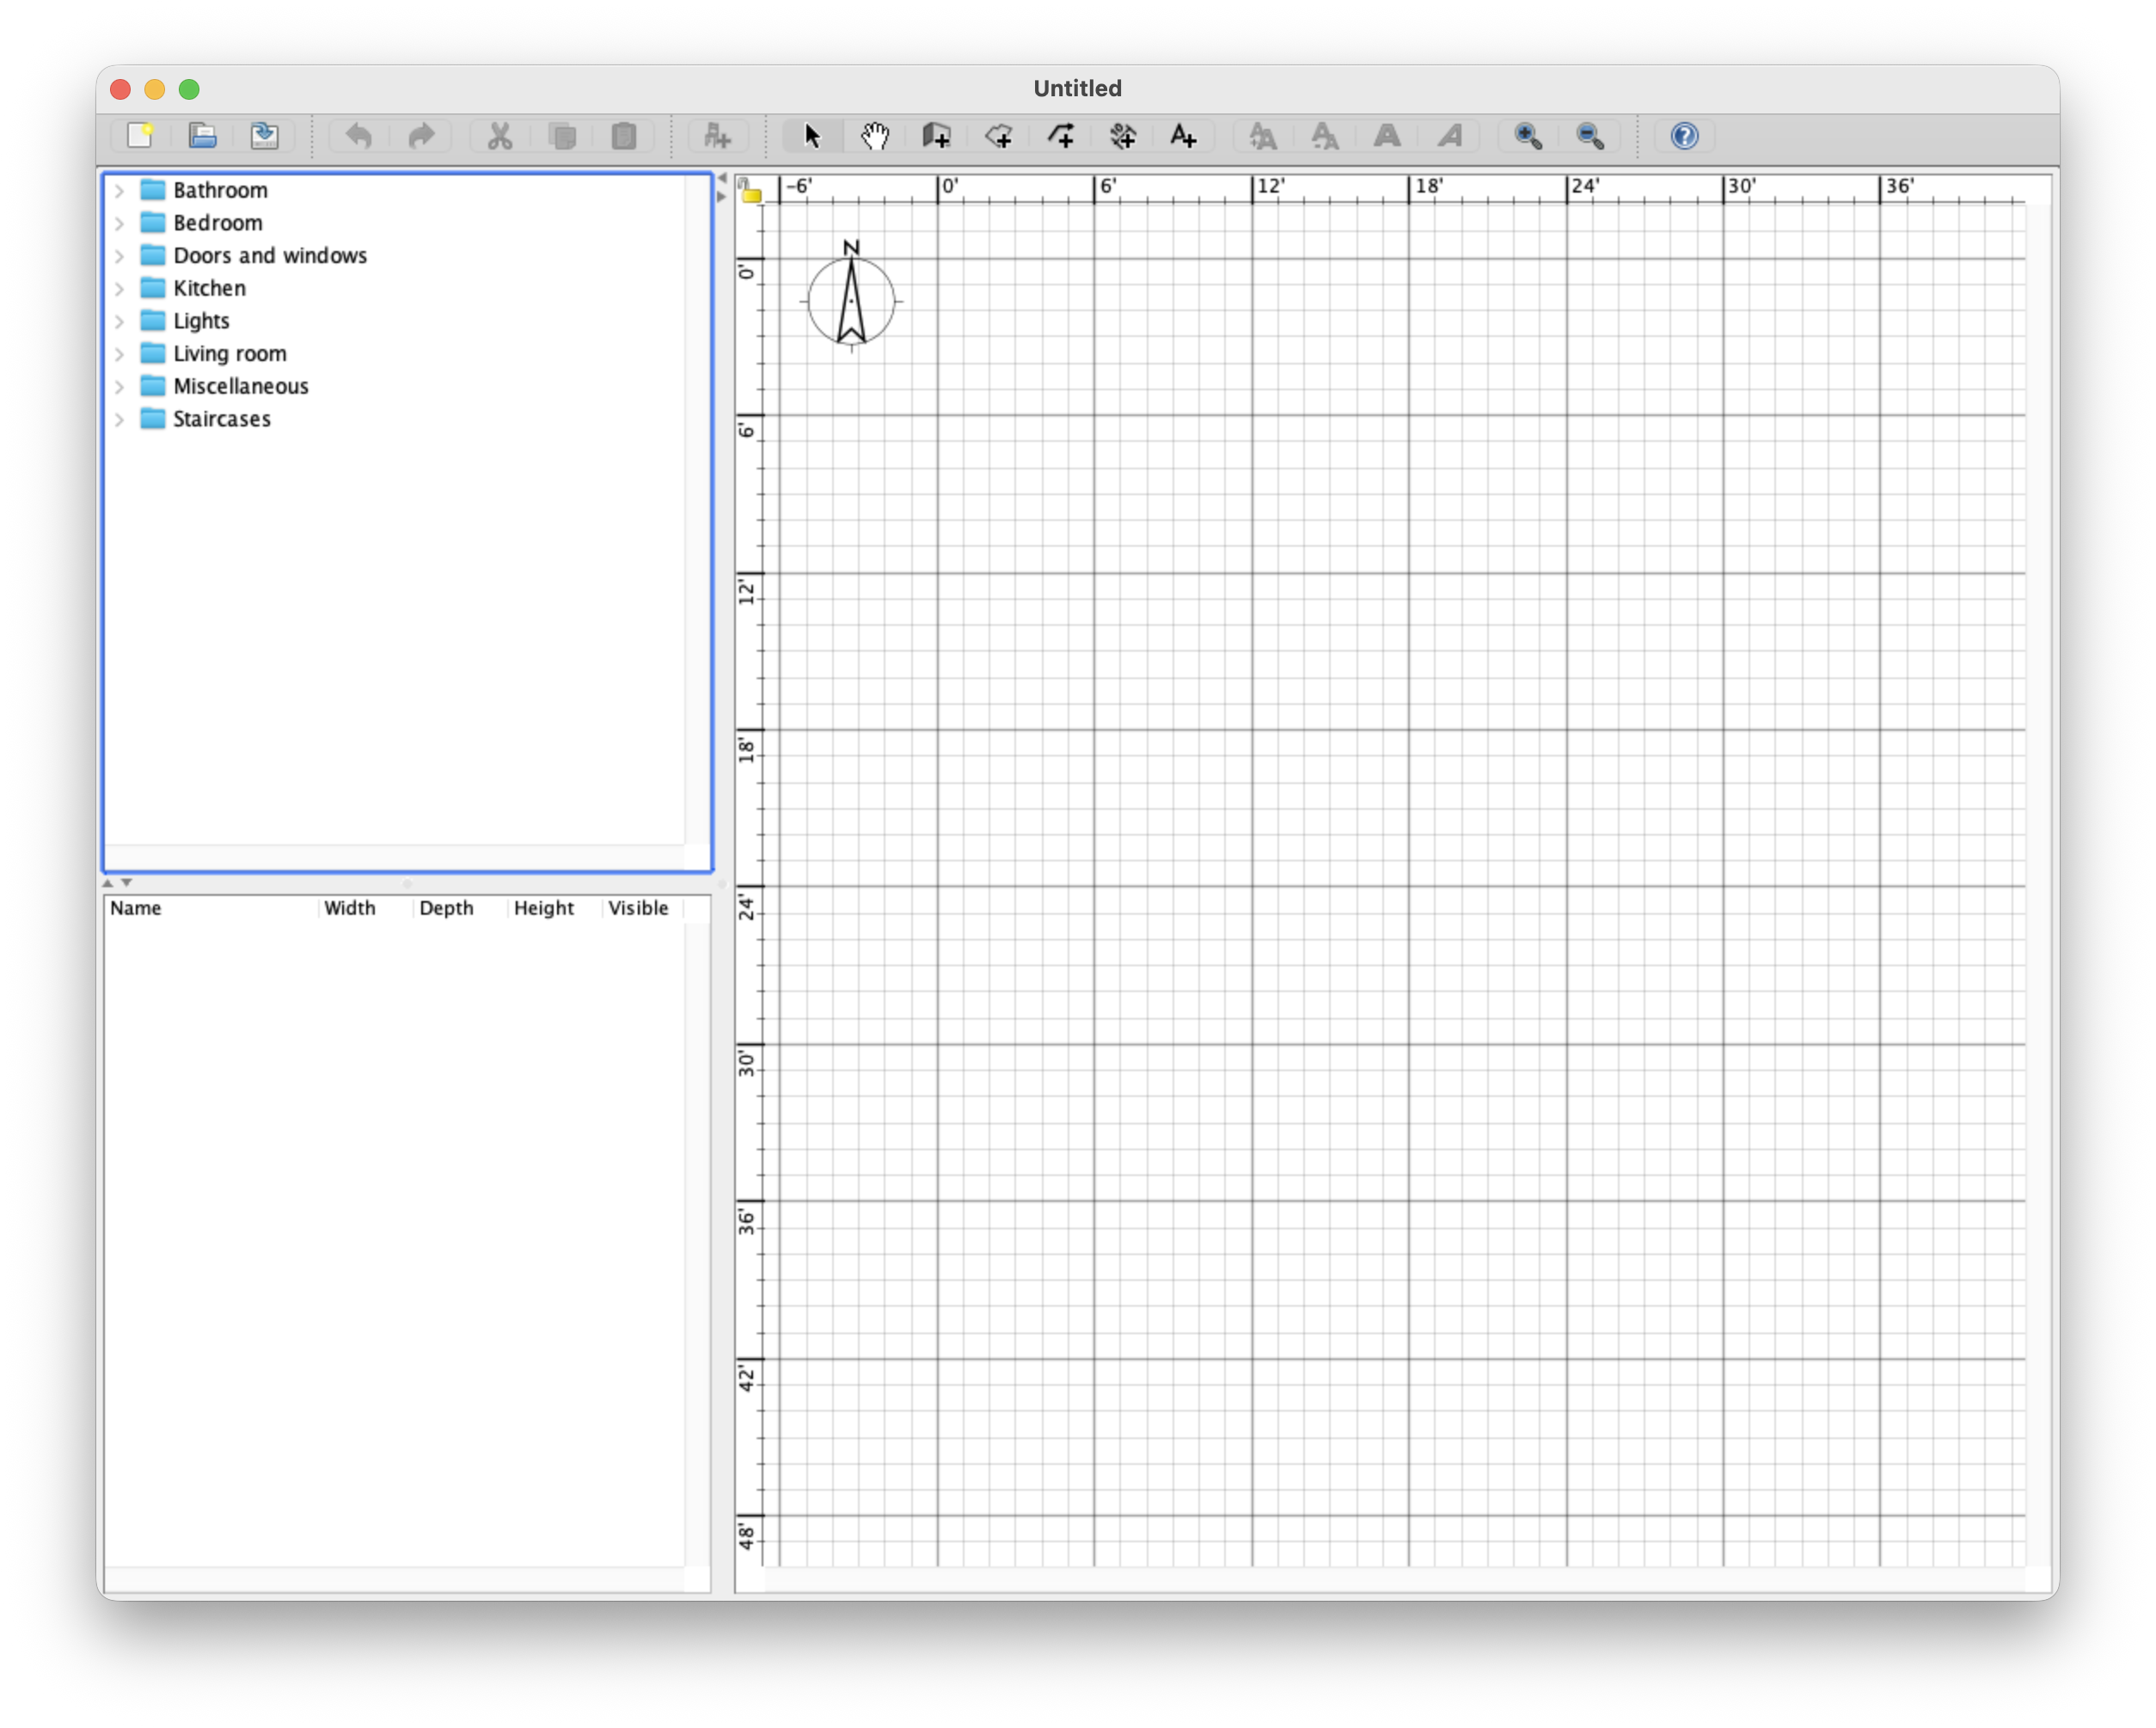 Untitled
Bathroom
Bedroom
Doors and windows
Kitchen
Lights
Living room
Miscellaneous
Staircases
Name Width Depth Height Visible
-6' 0' 6' 12' 18' 24' 30' 36'
N
0'
6'
12'
18'
24'
30'
36'
42'
48'